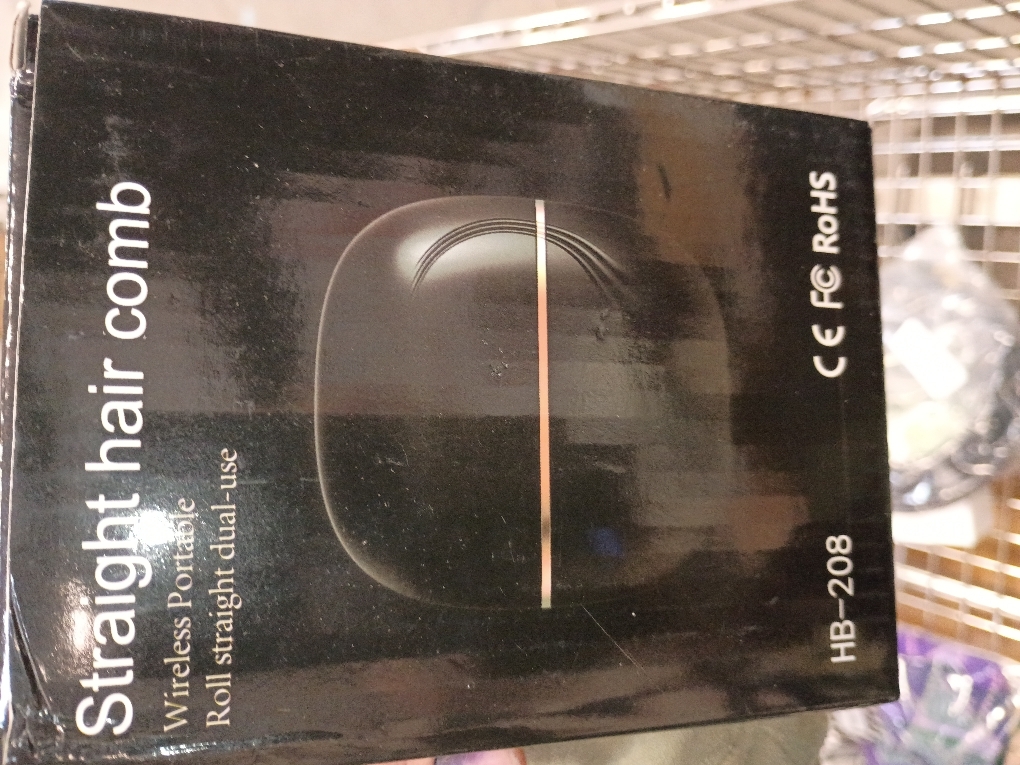 Straight hair comb
Wireless Portable
Roll straight dual-use
HB-208 CE FC RoHS